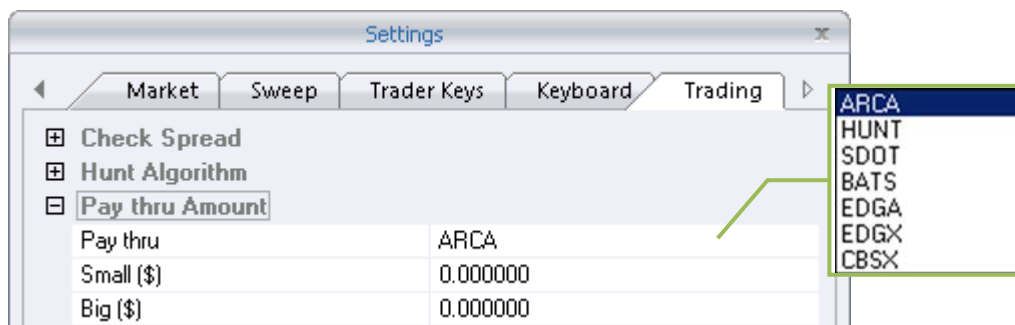 Settings
Market Sweep Trader Keys Keyboard Trading
Check Spread
Hunt Algorithm
Pay thru Amount
Pay thru ARCA
Small ($) 0.000000
Big ($) 0.000000
ARCA
HUNT
SDOT
BATS
EDGA
EDGX
CBSX